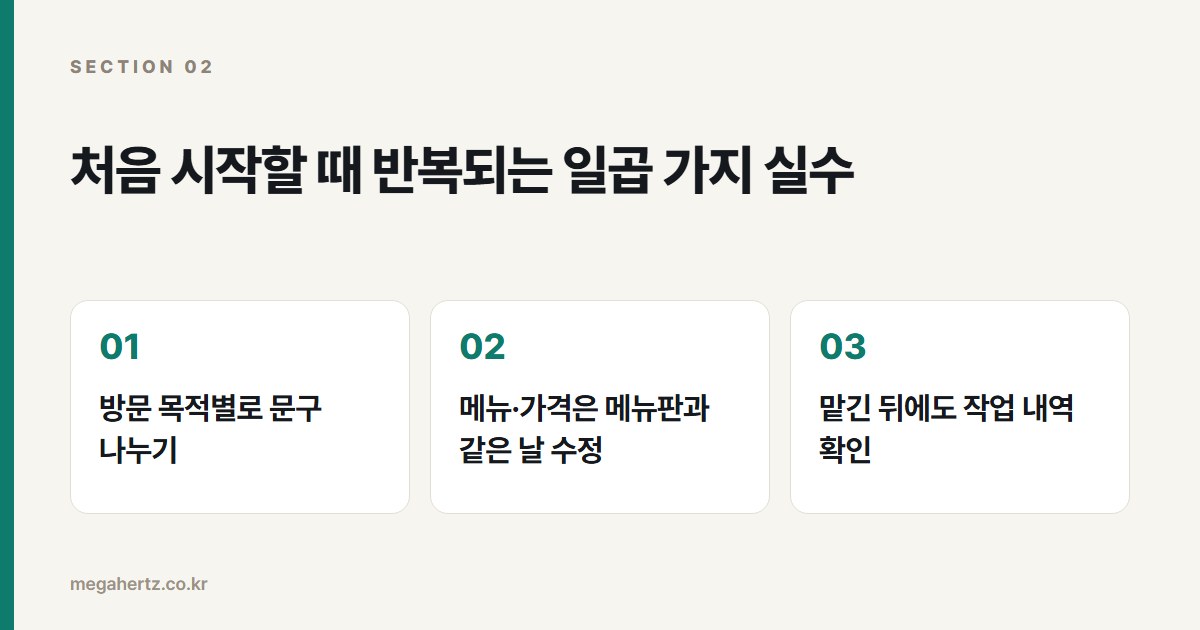 SECTION 02
처음 시작할 때 반복되는 일곱 가지 실수
01
방문 목적별로 문구
나누기
02
메뉴·가격은 메뉴판과
같은 날 수정
03
맡긴 뒤에도 작업 내역
확인
megahertz.co.kr